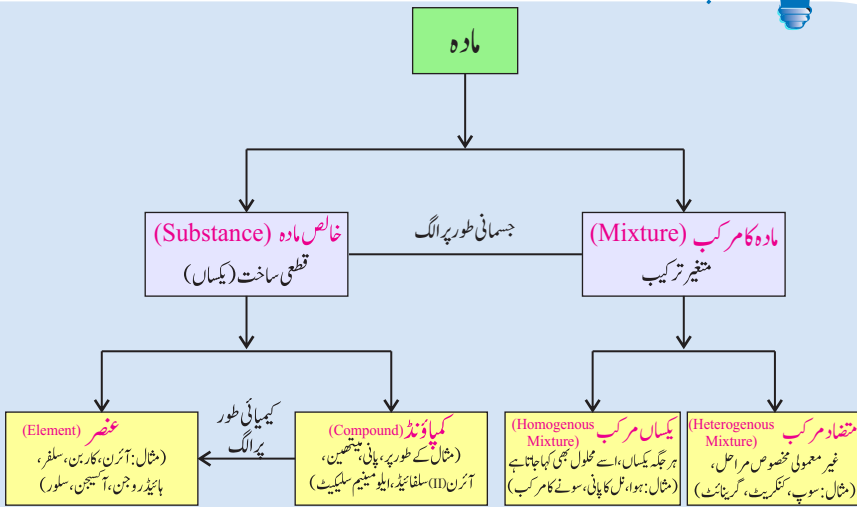 مادہ
مادہ کا مرکب (Mixture)
متغیر ترکیب
جسمانی طور پر الگ
خالص مادہ (Substance)
قطعی ساخت (یکساں)
متضاد مرکب (Heterogenous Mixture)
غیر معمولی مخصوص مراحل،
(مثال: سوپ، کنکریٹ، گرینائٹ)
یکساں مرکب (Homogenous Mixture)
ہر جگہ یکساں، اسے محلول بھی کہا جاتا ہے
(مثال: ہوا، نل کا پانی، سونے کا مرکب)
کمپاؤنڈ (Compound)
(مثال کے طور پر، پانی، میتھین،
آئرن (II) سلفائیڈ، ایلومینیم سلیکیٹ)
کیمیائی طور
پر الگ
عنصر (Element)
(مثال: آئرن، کاربن، سلفر،
ہائیڈروجن، آکسیجن، سلور)